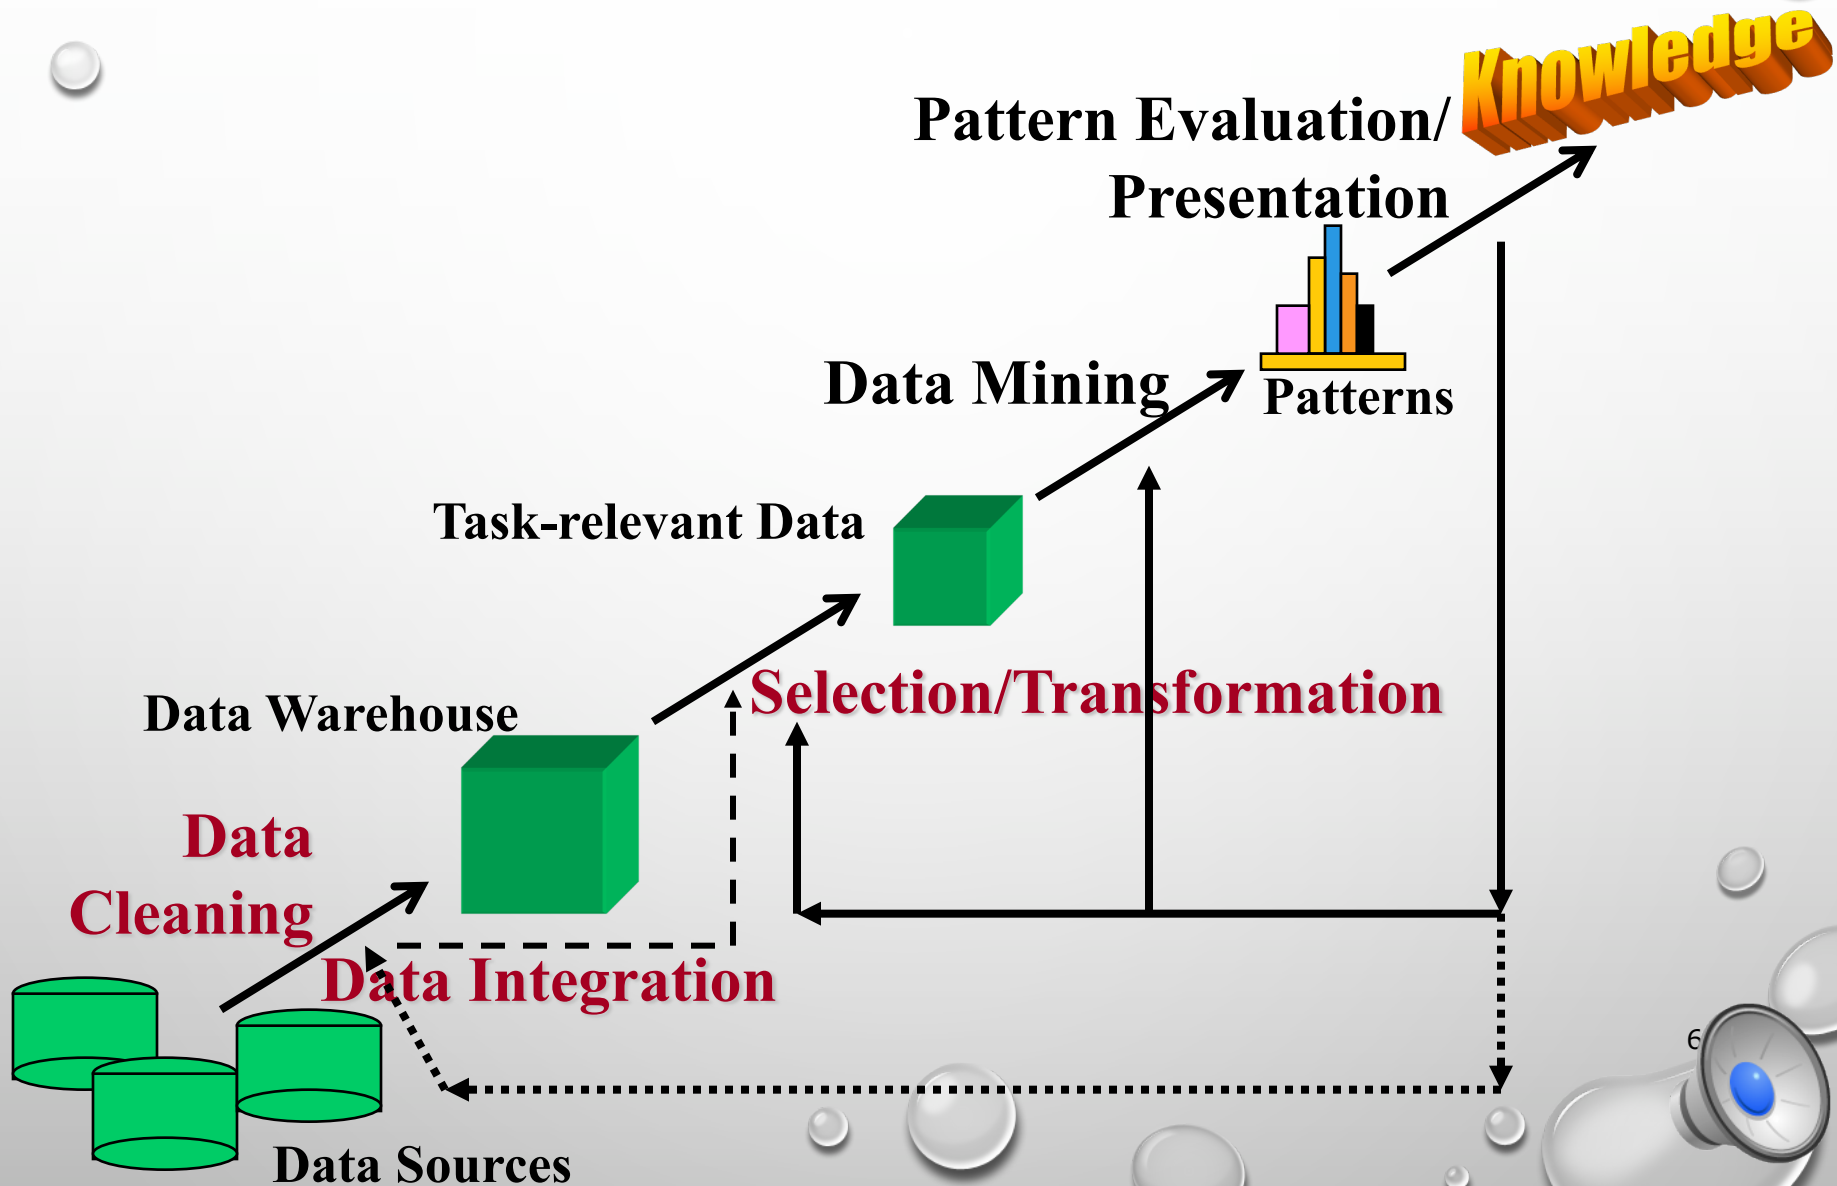 Knowledge
Pattern Evaluation/
Presentation
Data Mining
Patterns
Task-relevant Data
Selection/Transformation
Data Warehouse
Data
Cleaning
Data Integration
6
Data Sources